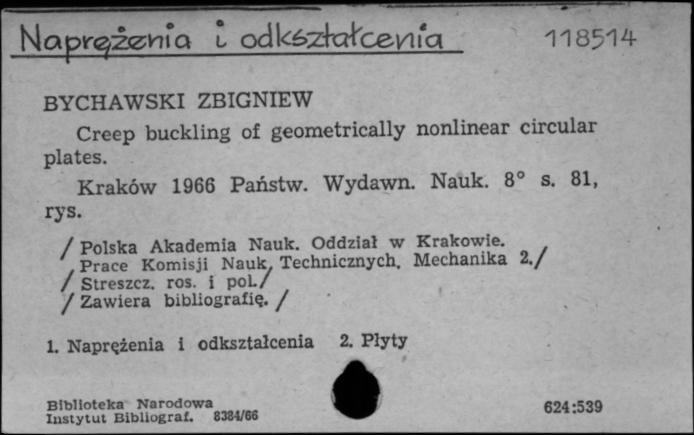 Naprężenia i odkształcenia 118514
BYCHAWSKI ZBIGNIEW
Creep buckling of geometrically nonlinear circular
plates.
Kraków 1966 Państw. Wydawn. Nauk. 8° s. 81,
rys.
/ Polska Akademia Nauk. Oddział w Krakowie.
Prace Komisji Nauk Technicznych. Mechanika 2./
/ Streszcz. ros. i pol./
/ Zawiera bibliografię. /
1. Naprężenia i odkształcenia 2. Płyty
Biblioteka Narodowa
Instytut Bibliograf. 8384/66 624:539